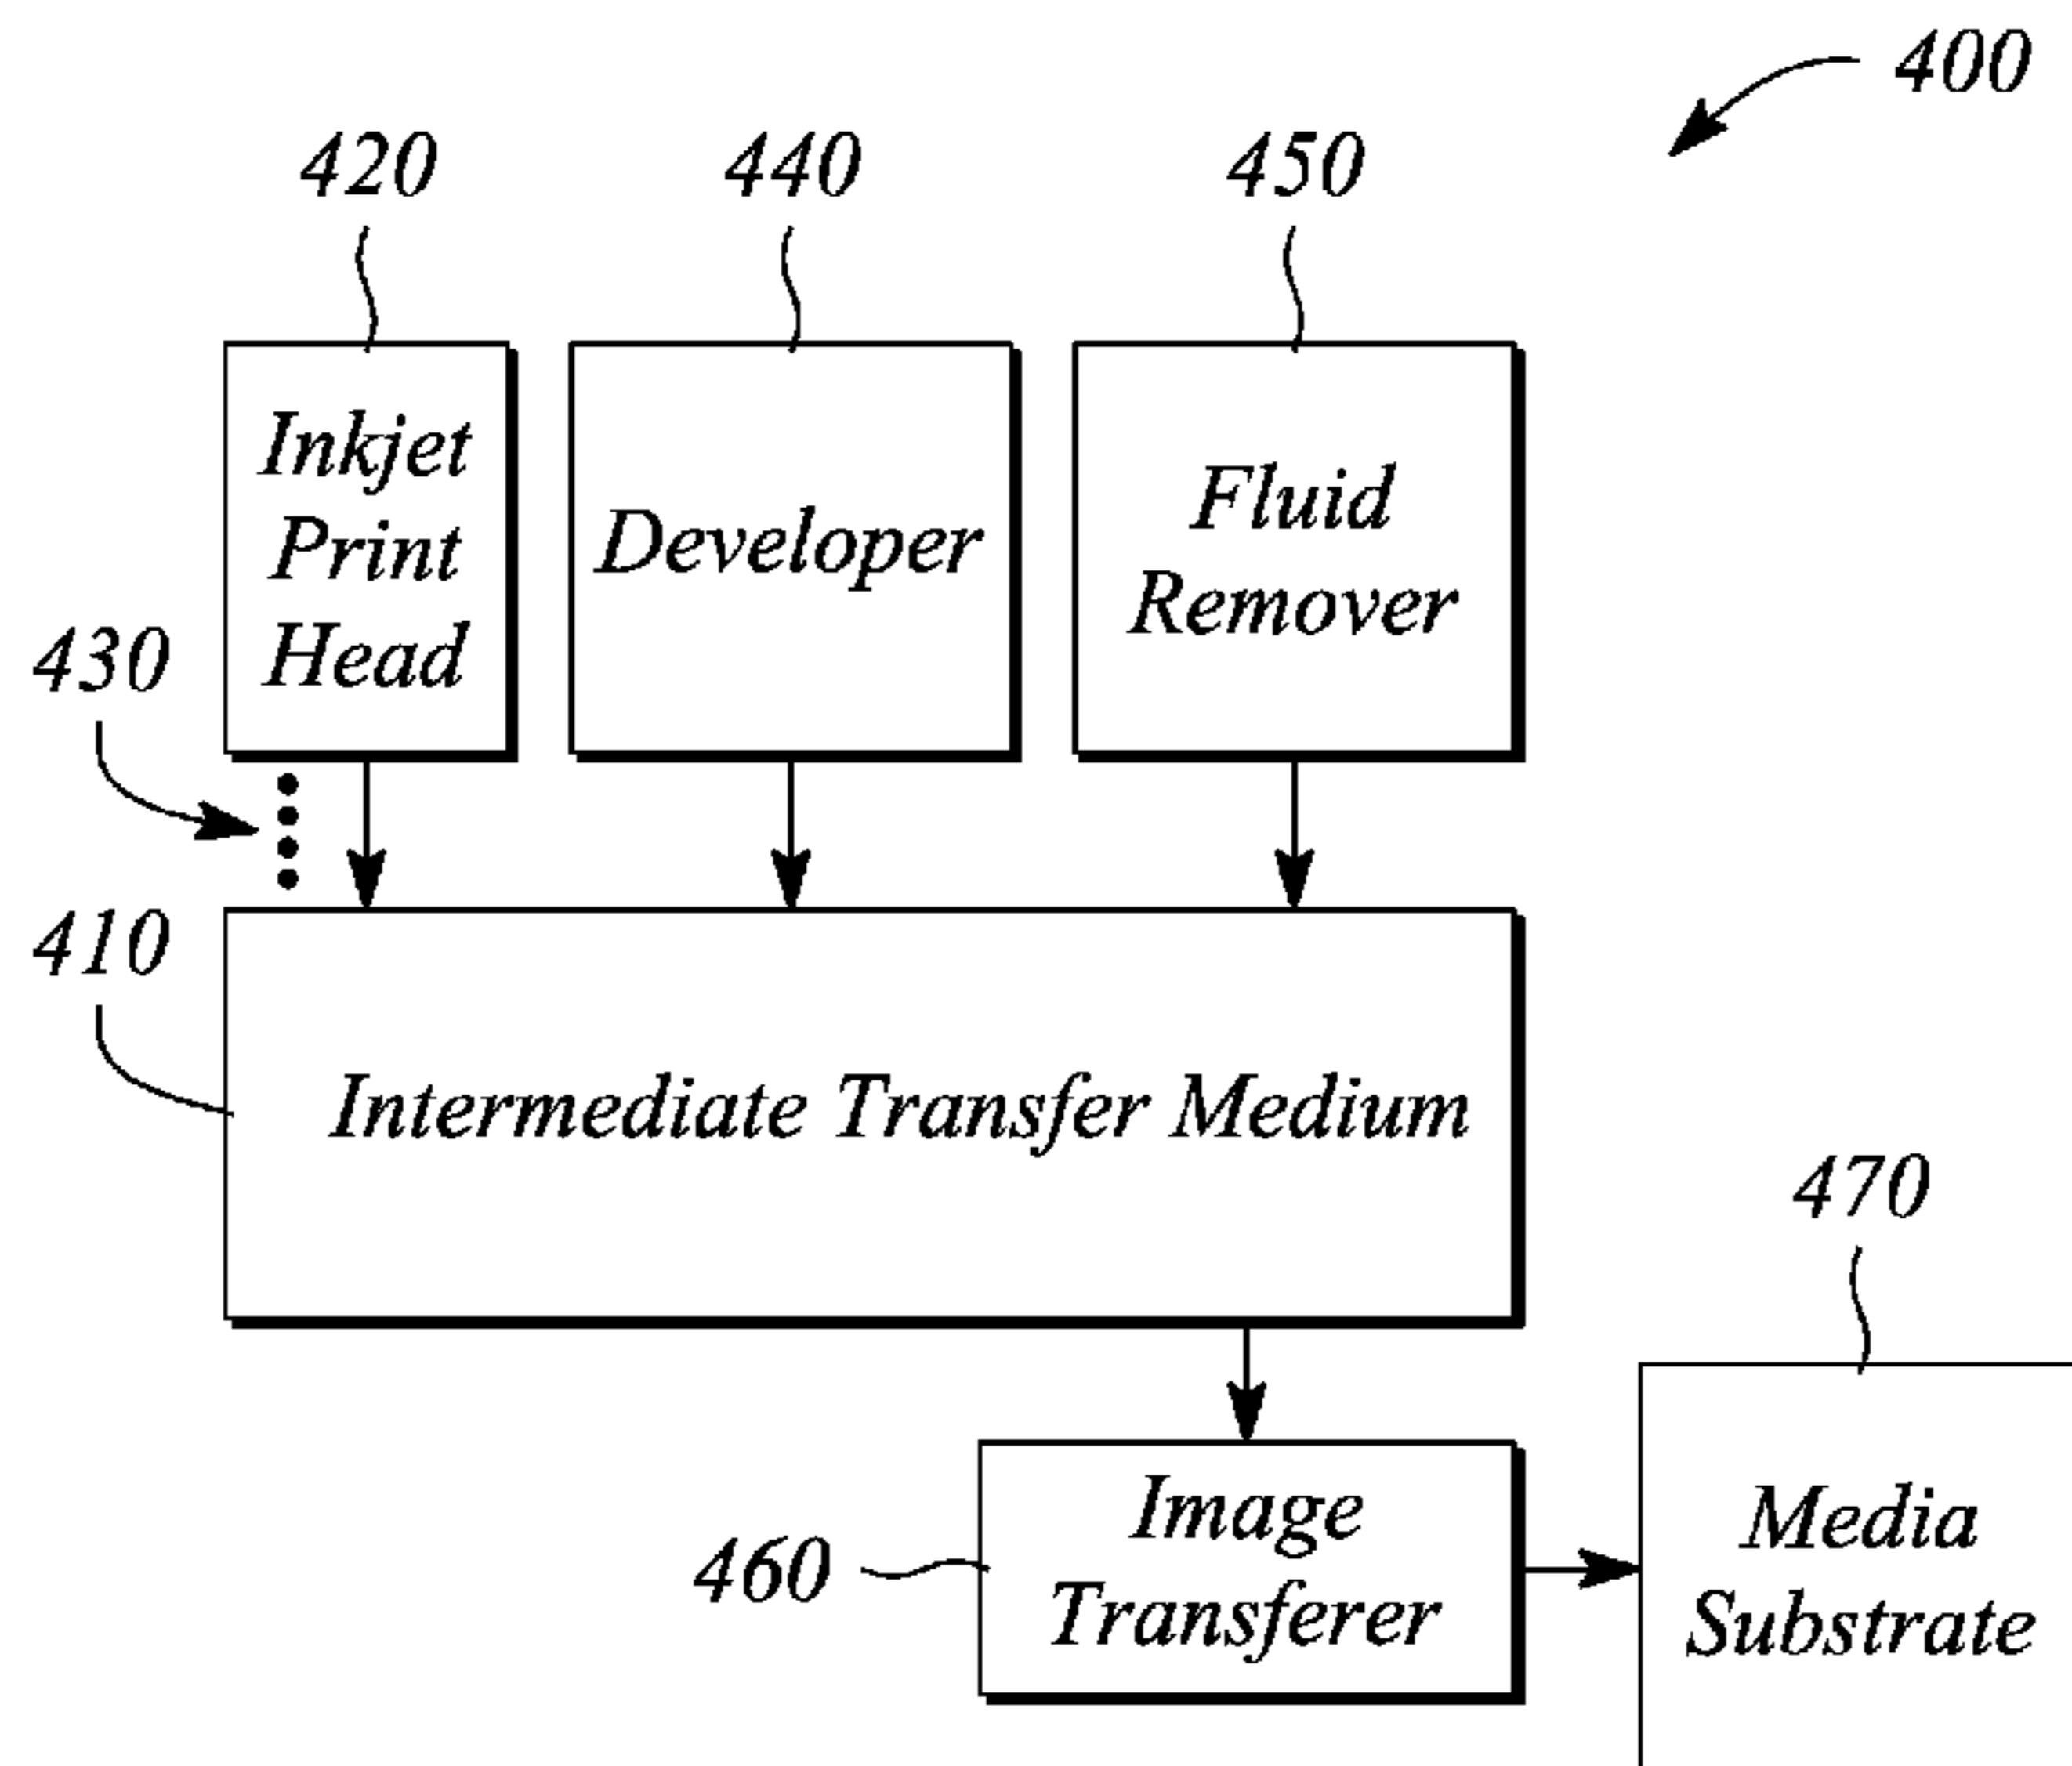 400
420
440
450
Inkjet
Print
Head
Developer
Fluid
Remover
430
410
Intermediate Transfer Medium
470
460
Image
Transferer
Media
Substrate